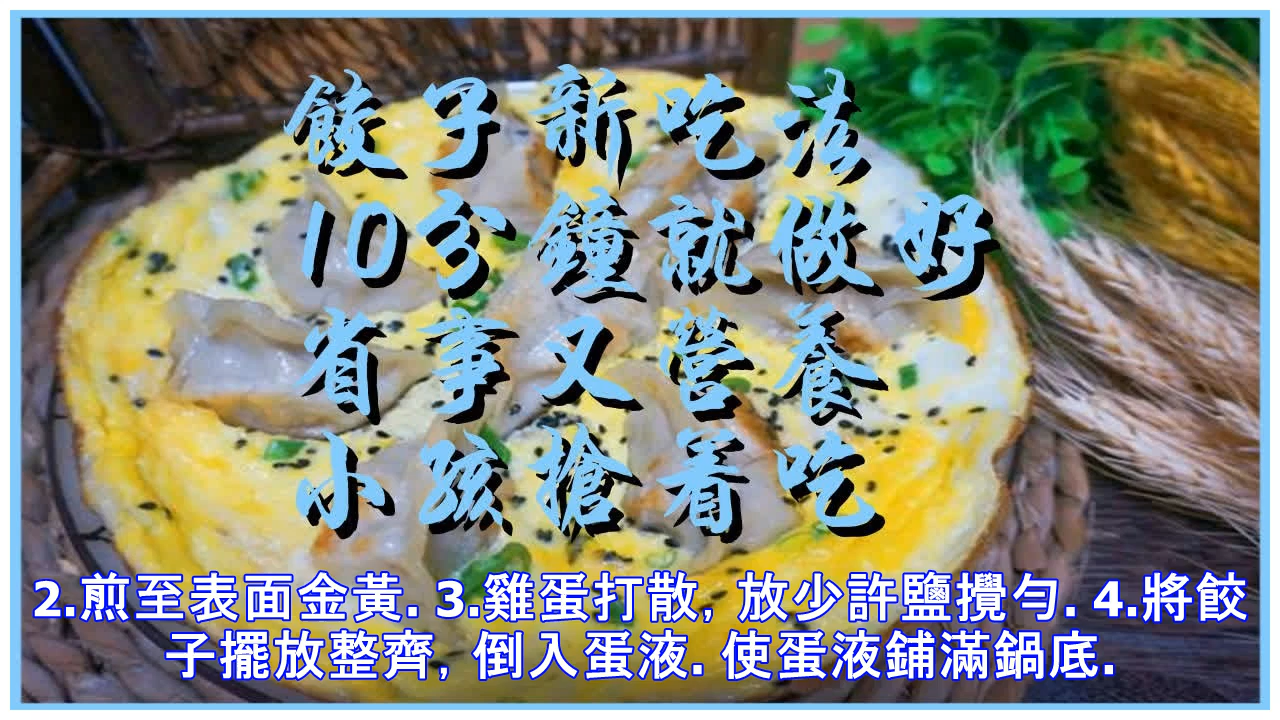 餃子新吃法
10分鐘就做好
省事又營養
小孩搶着吃
2.煎至表面金黃. 3.雞蛋打散, 放少許鹽攪勻. 4.將餃
子擺放整齊, 倒入蛋液. 使蛋液鋪滿鍋底.